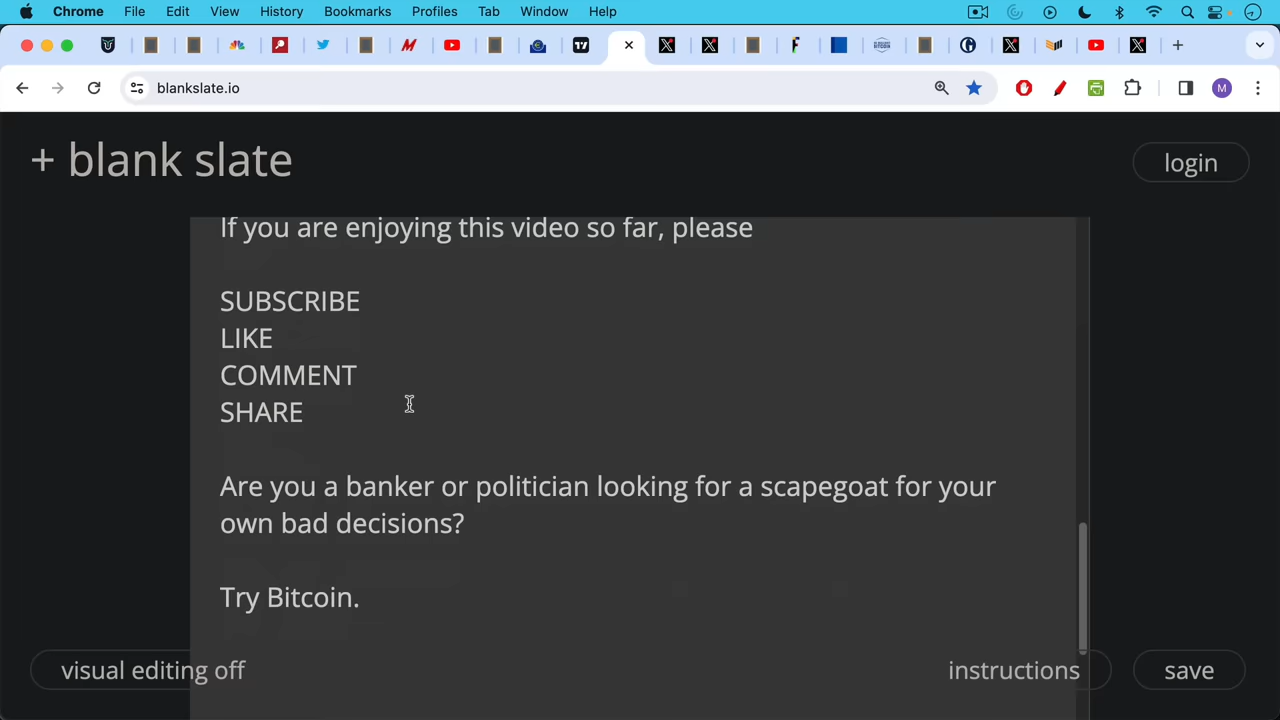 Chrome File Edit View History Bookmarks Profiles Tab Window Help
blankslate.io
M
+ blank slate
login
If you are enjoying this video so far, please
SUBSCRIBE
LIKE
COMMENT
SHARE
Are you a banker or politician looking for a scapegoat for your
own bad decisions?
Try Bitcoin.
visual editing off
instructions
save